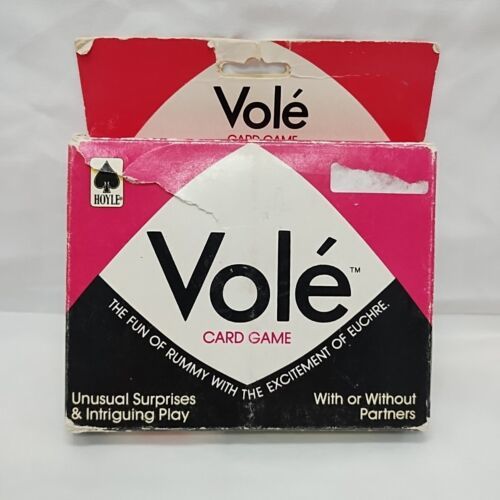 Volé
CARD GAME
HOYLE®
Volé™
CARD GAME
THE FUN OF RUMMY WITH THE EXCITEMENT OF EUCHRE.
Unusual Surprises
& Intriguing Play
With or Without
Partners